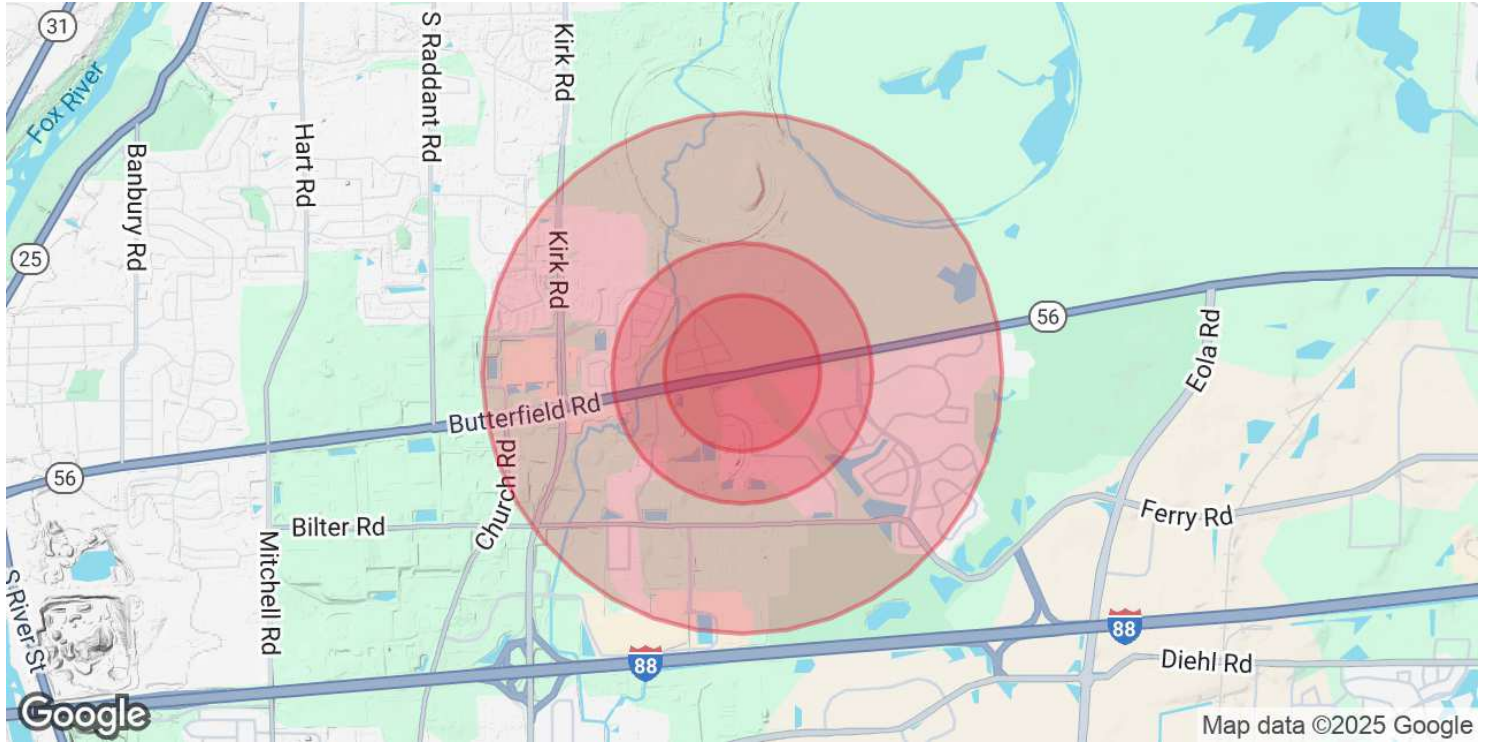 31
Fox River
Banbury Rd
25
Hart Rd
S Raddant Rd
Kirk Rd
Kirk Rd
56
Eola Rd
Butterfield Rd
56
Church Rd
Bilter Rd
Mitchell Rd
Ferry Rd
S River St
88
88
Diehl Rd
Google
Map data ©2025 Google